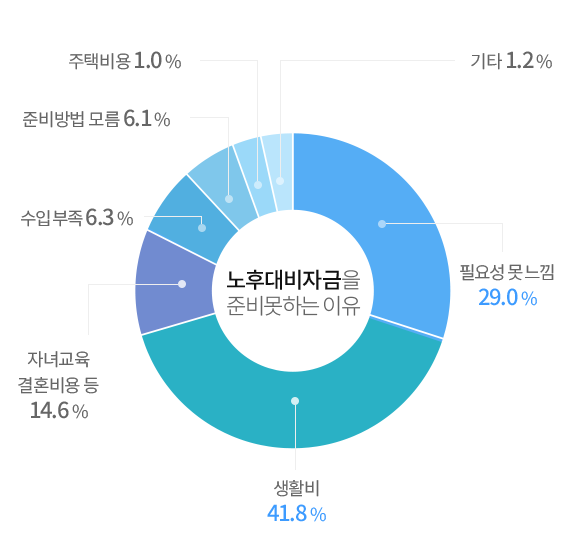 주택비용 1.0 %
기타 1.2 %
준비방법 모름 6.1 %
수입부족 6.3 %
필요성 못느낌
29.0 %
노후대비자금을
준비못하는 이유
자녀교육
결혼비용 등
14.6 %
생활비
41.8 %